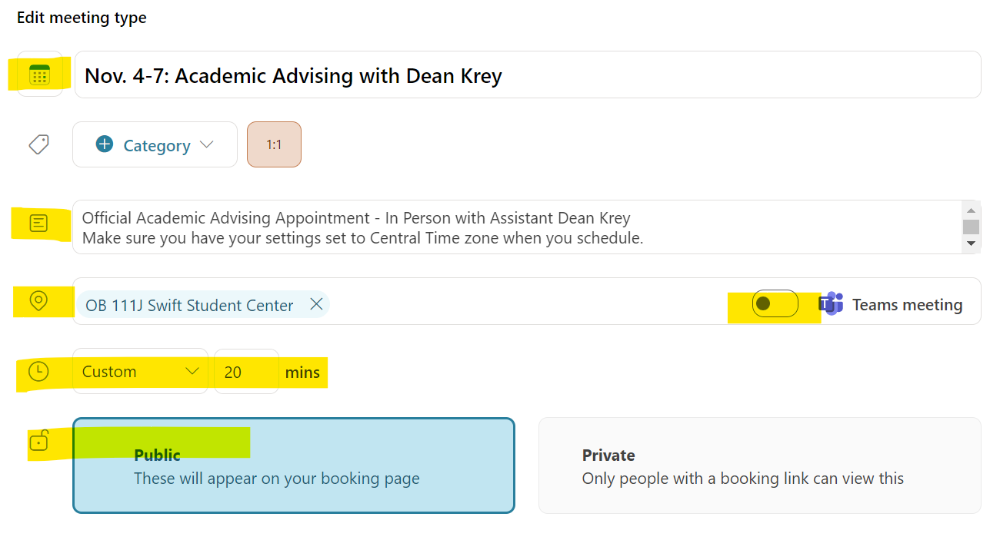 Edit meeting type
Nov. 4-7: Academic Advising with Dean Krey
Category
1:1
Official Academic Advising Appointment - In Person with Assistant Dean Krey
Make sure you have your settings set to Central Time zone when you schedule.
OB 111J Swift Student Center
Teams meeting
Custom 20 mins
Public
These will appear on your booking page
Private
Only people with a booking link can view this